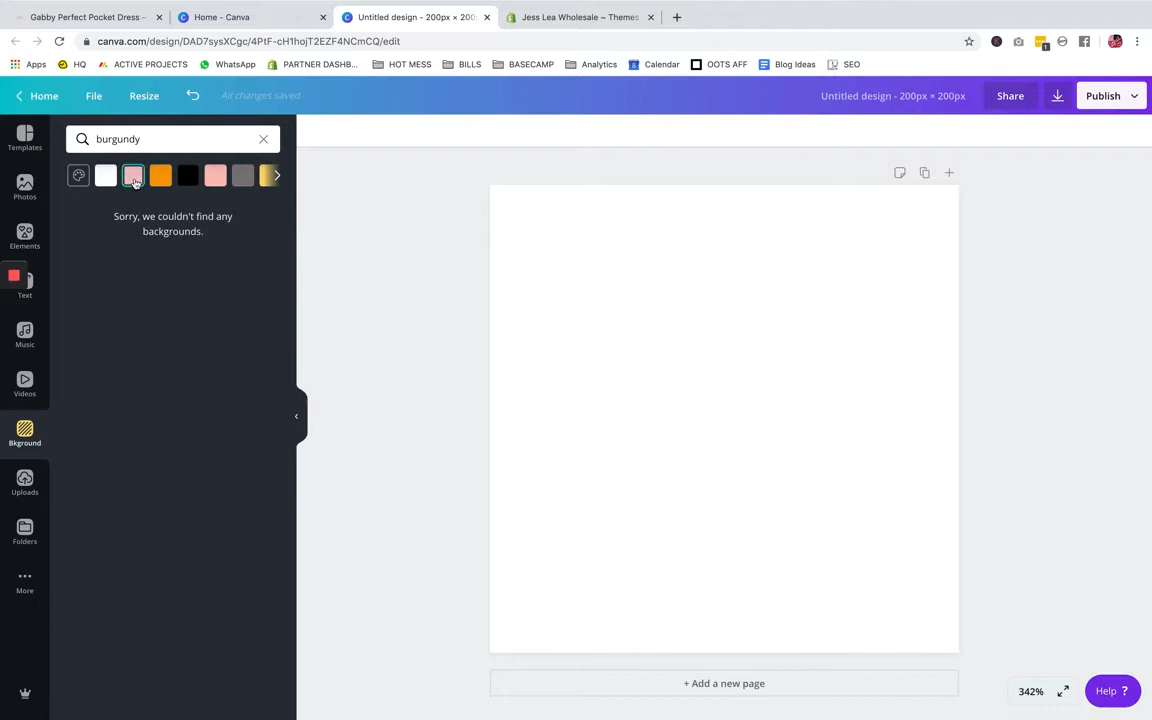 Gabby Perfect Pocket Dress –
Home - Canva
Untitled design - 200px × 200
Jess Lea Wholesale ~ Themes
canva.com/design/DAD7sysXCgc/4PtF-cH1hojT2EZF4NCmCQ/edit
Apps
HQ
ACTIVE PROJECTS
WhatsApp
PARTNER DASHB...
HOT MESS
BILLS
BASECAMP
Analytics
Calendar
OOTS AFF
Blog Ideas
SEO
Home
File
Resize
All changes saved
Untitled design - 200px × 200px
Share
Publish
Templates
Photos
Elements
Text
Music
Videos
Bkground
Uploads
Folders
More
burgundy
Sorry, we couldn't find any
backgrounds.
+ Add a new page
342%
Help ?